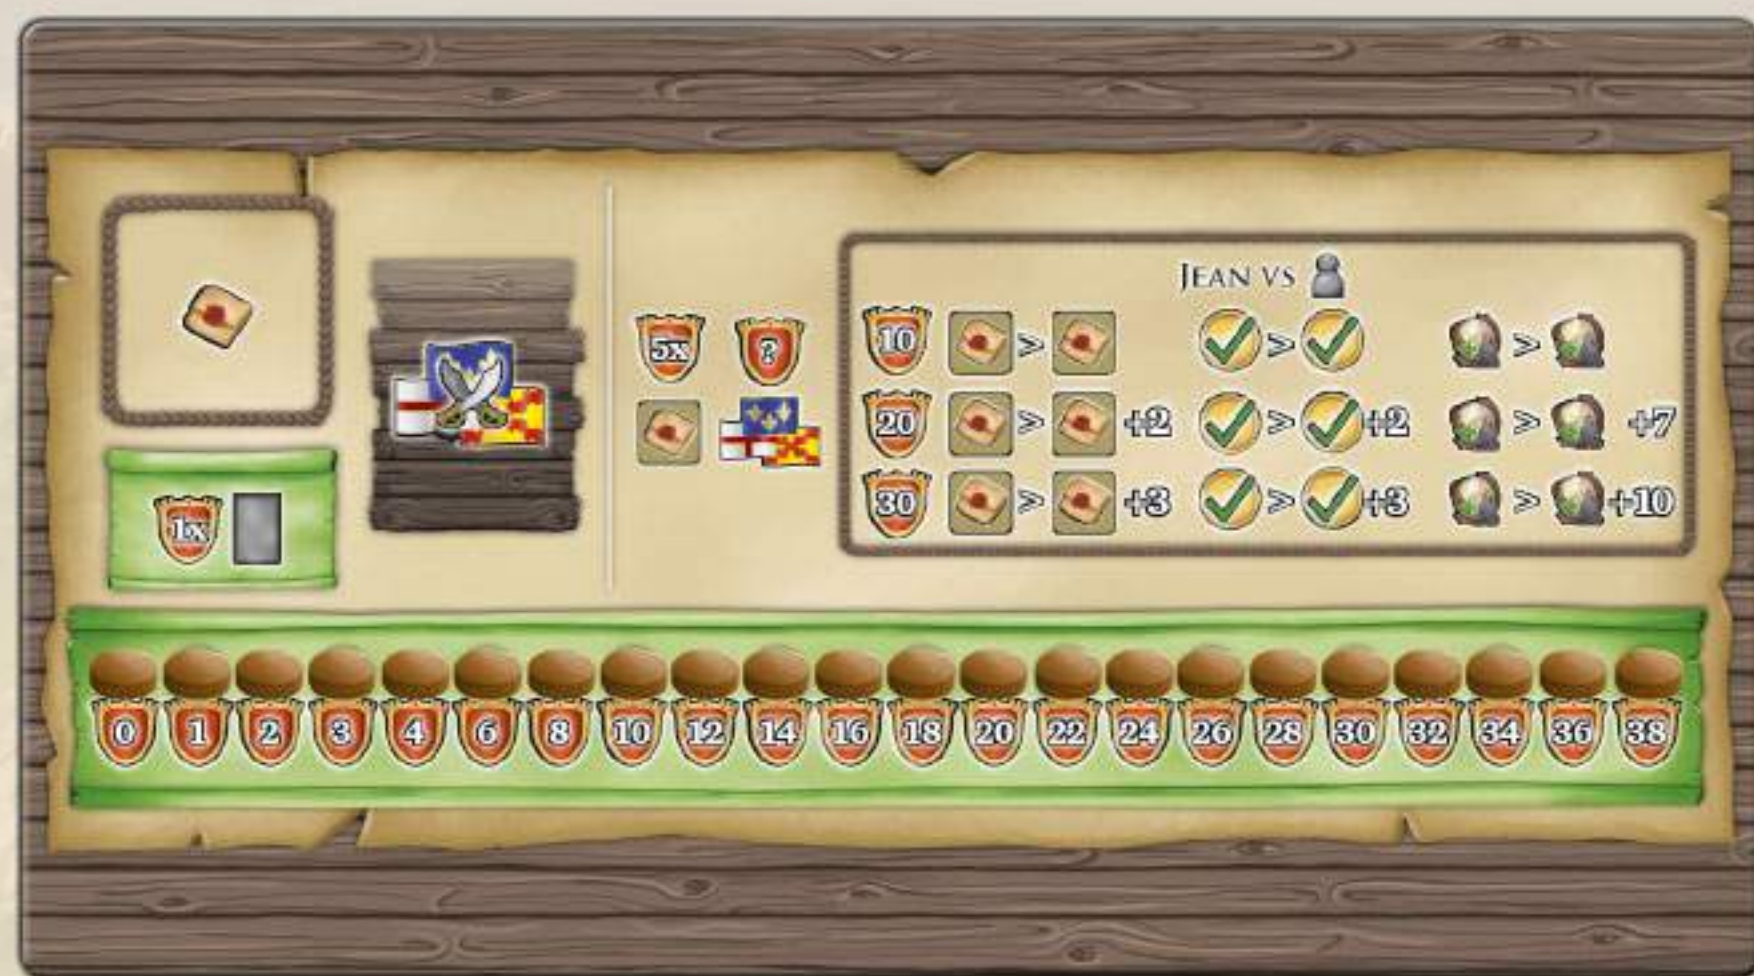 JEAN VS
5x ? 10 > >  >
20 > +2 > +2 > +7
30 > +3 > +3 > +10
1x
0 1 2 3 4 6 8 10 12 14 16 18 20 22 24 26 28 30 32 34 36 38